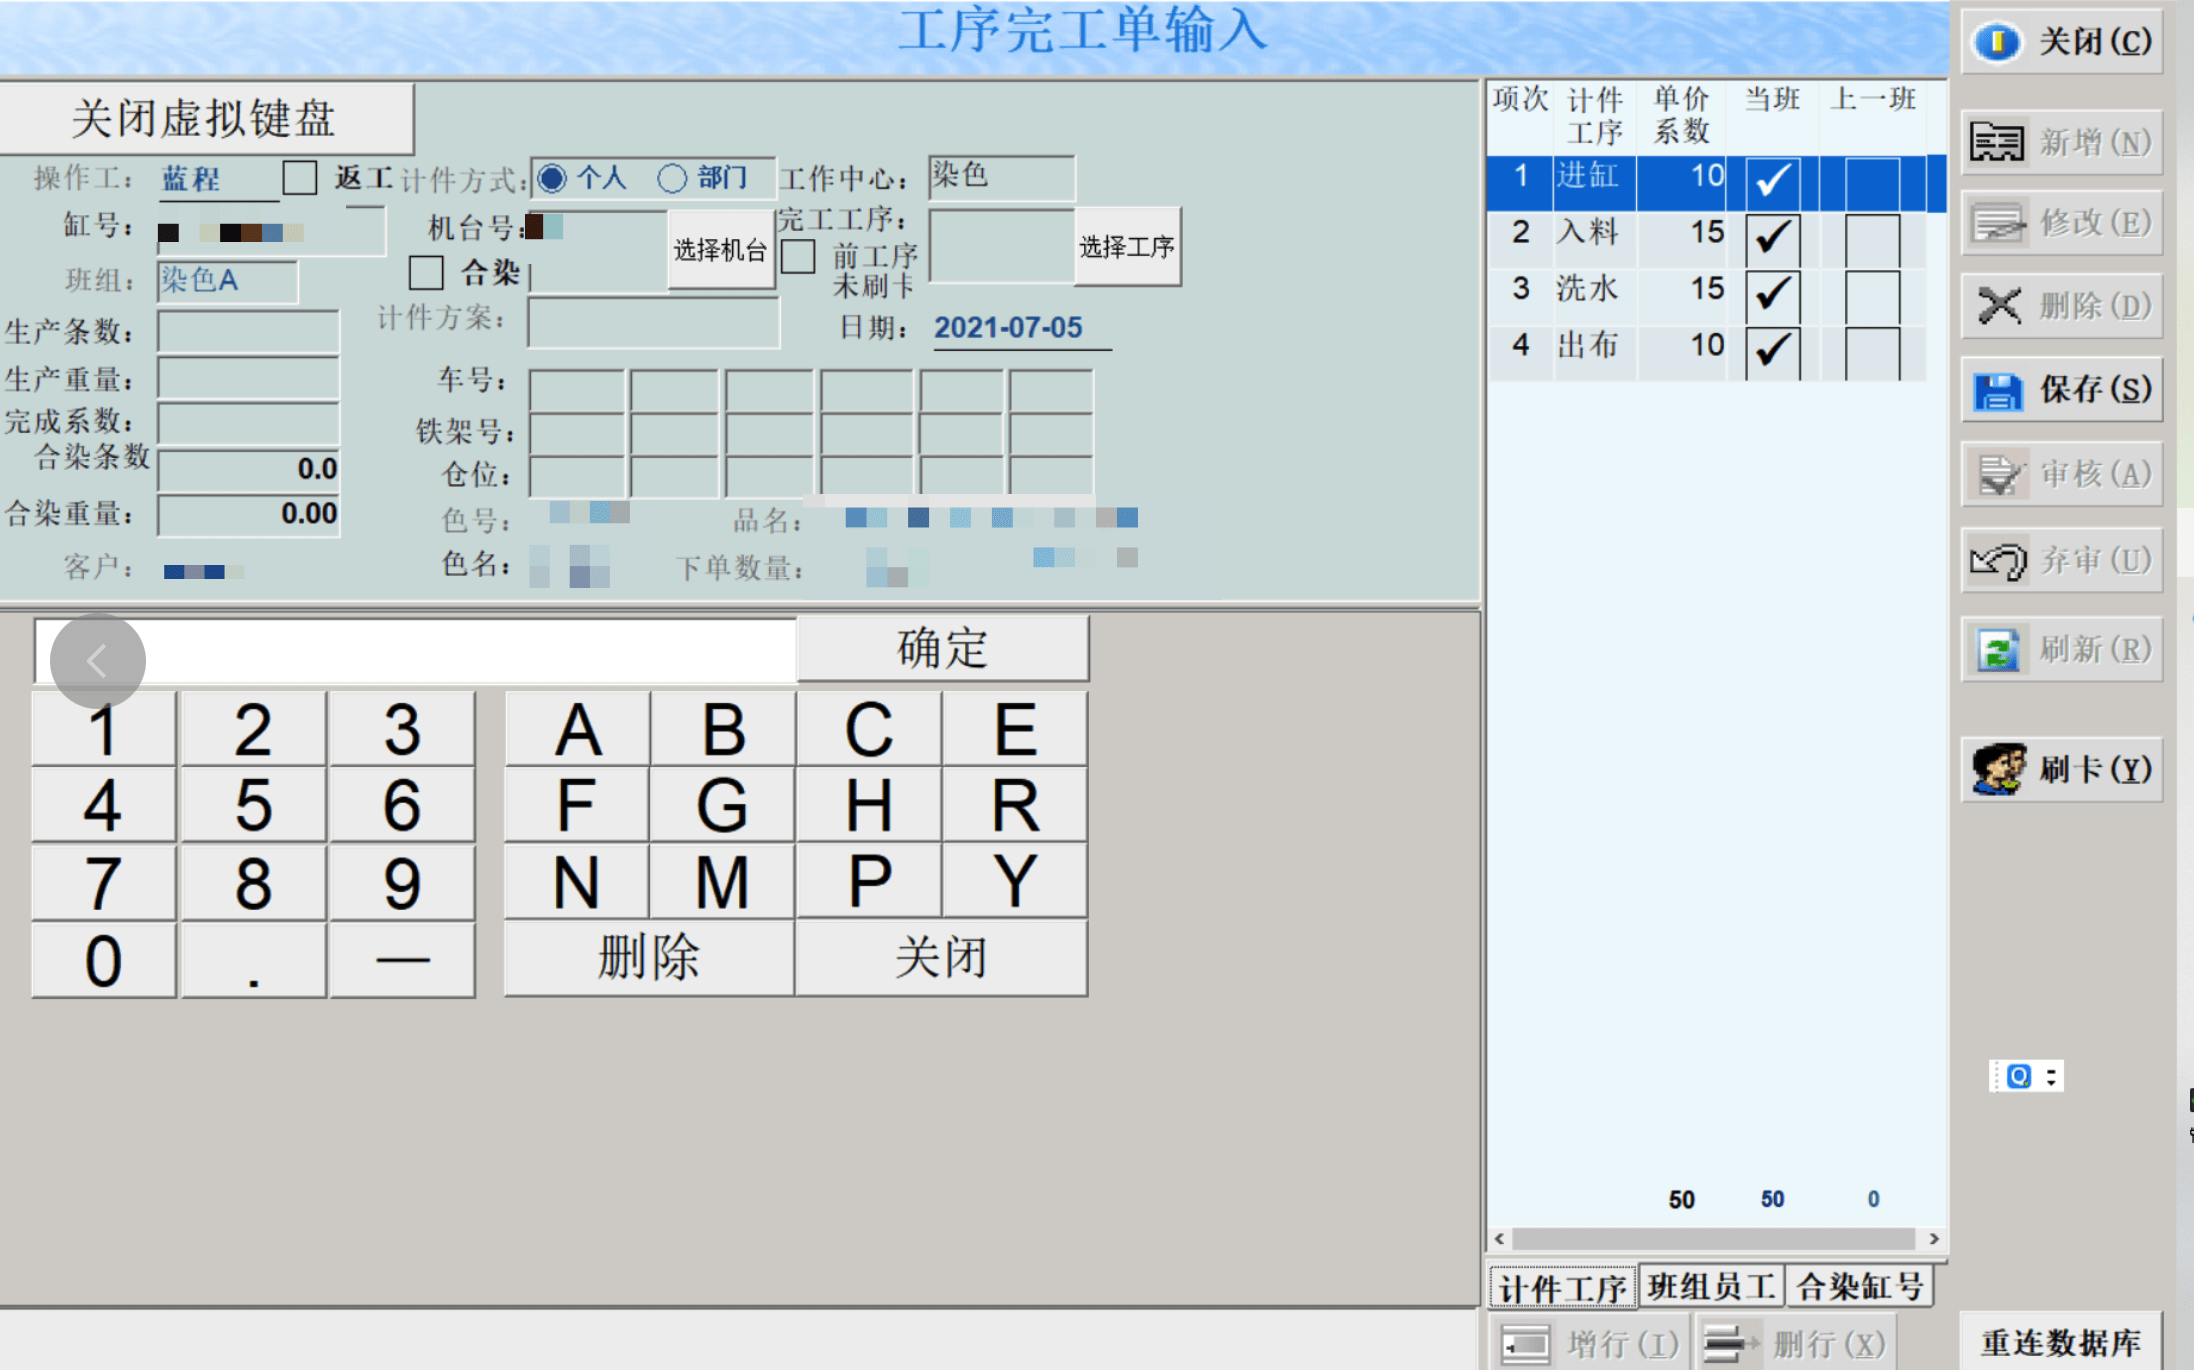 工序完工单输入
关闭虚拟键盘
操作工： 蓝程 返工 计件方式： 个人 部门 工作中心： 染色
缸号： 机台号： 选择机台 完工工序： 选择工序
前工序
未刷卡
班组： 染色A 合染
生产条数： 计件方案： 日期： 2021-07-05
生产重量： 车号：
完成系数： 铁架号：
合染条数 0.0 仓位：
合染重量： 0.00 色号： 品名：
客户： 色名： 下单数量：
确定
1 2 3 A B C E
4 5 6 F G H R
7 8 9 N M P Y
0 . — 删除 关闭
项次 计件工序 单价系数 当班 上一班
1 进缸 10
2 入料 15
3 洗水 15
4 出布 10
50 50 0
计件工序 班组员工 合染缸号
增行(I) 删行(X)
关闭(C)
新增(N)
修改(E)
删除(D)
保存(S)
审核(A)
弃审(U)
刷新(R)
刷卡(Y)
重连数据库